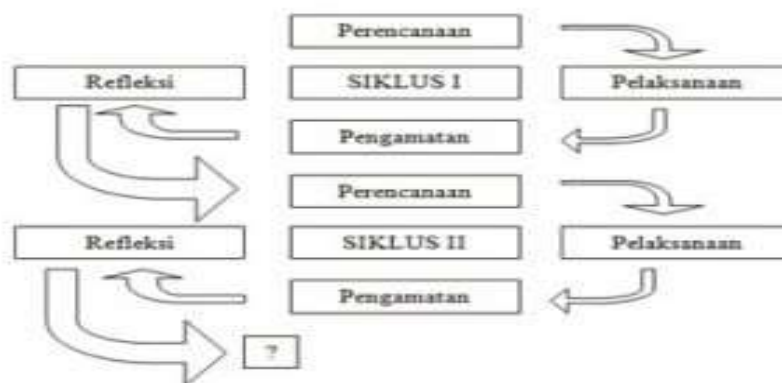 Perencanaan
Refleksi
SIKLUS I
Pelaksanaan
Pengamatan
Perencanaan
Refleksi
SIKLUS II
Pelaksanaan
Pengamatan
?